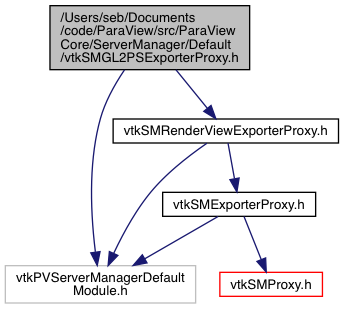 /Users/seb/Documents
/code/ParaView/src/ParaView
Core/ServerManager/Default
/vtkSMGL2PSExporterProxy.h
vtkSMRenderViewExporterProxy.h
vtkSMExporterProxy.h
vtkPVServerManagerDefault
Module.h
vtkSMProxy.h